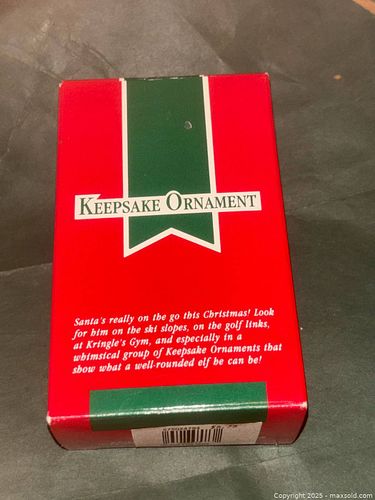 KEEPSAKE ORNAMENT
Santa's really on the go this Christmas! Look
for him on the ski slopes, on the golf links,
at Kringle's Gym, and especially in a
whimsical group of Keepsake Ornaments that
show what a well-rounded elf he can be!
Copyright 2025 - maxsold.com